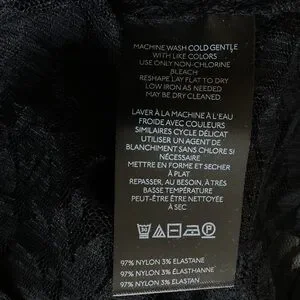 MACHINE WASH COLD GENTLE
WITH LIKE COLORS
USE ONLY NON-CHLORINE
BLEACH
RESHAPE LAY FLAT TO DRY
LOW IRON AS NEEDED
MAY BE DRY CLEANED
LAVER À LA MACHINE À L'EAU
FROIDE AVEC COULEURS
SIMILAIRES CYCLE DÉLICAT
UTILISER UN AGENT DE
BLANCHIMENT SANS CHLORE SI
NÉCESSAIRE
METTRE EN FORME ET SECHER
À PLAT
REPASSER, AU BESOIN, À TRÈS
BASSE TEMPÉRATURE
PEUT-ÊTRE ÊTRE NETTOYÉE
À SEC
97% NYLON 3% ELASTANE
97% NYLON 3% ÉLASTHANNE
97% NYLON 3% ELASTAN